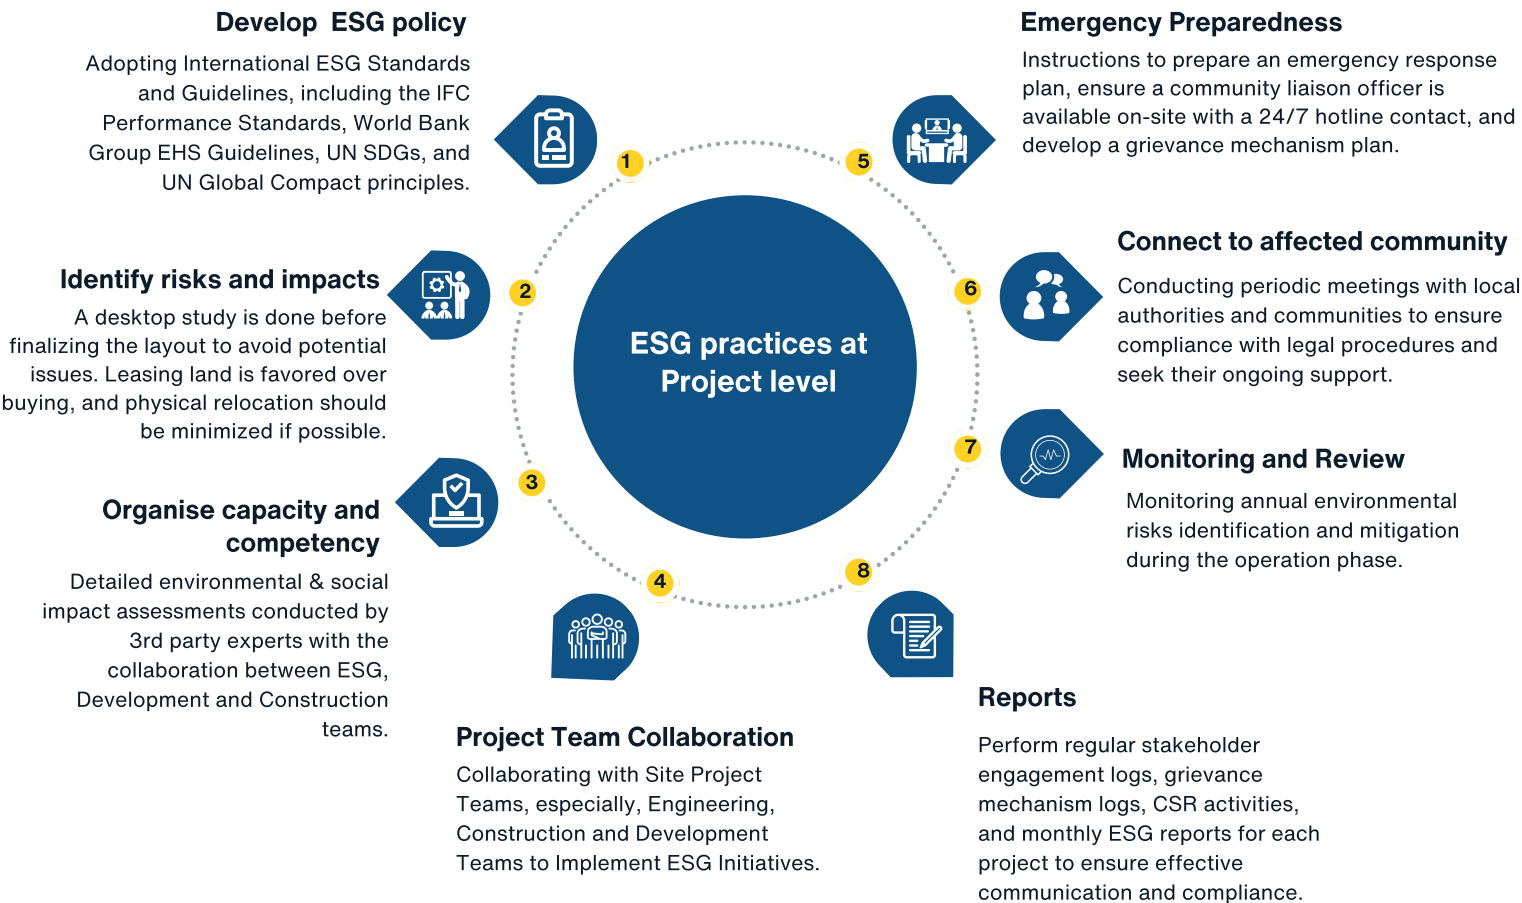 ESG practices at
Project level
1
Develop ESG policy
Adopting International ESG Standards
and Guidelines, including the IFC
Performance Standards, World Bank
Group EHS Guidelines, UN SDGs, and
UN Global Compact principles.
2
Identify risks and impacts
A desktop study is done before
finalizing the layout to avoid potential
issues. Leasing land is favored over
buying, and physical relocation should
be minimized if possible.
3
Organise capacity and
competency
Detailed environmental & social
impact assessments conducted by
3rd party experts with the
collaboration between ESG,
Development and Construction
teams.
4
Project Team Collaboration
Collaborating with Site Project
Teams, especially, Engineering,
Construction and Development
Teams to Implement ESG Initiatives.
5
Emergency Preparedness
Instructions to prepare an emergency response
plan, ensure a community liaison officer is
available on-site with a 24/7 hotline contact, and
develop a grievance mechanism plan.
6
Connect to affected community
Conducting periodic meetings with local
authorities and communities to ensure
compliance with legal procedures and
seek their ongoing support.
7
Monitoring and Review
Monitoring annual environmental
risks identification and mitigation
during the operation phase.
8
Reports
Perform regular stakeholder
engagement logs, grievance
mechanism logs, CSR activities,
and monthly ESG reports for each
project to ensure effective
communication and compliance.